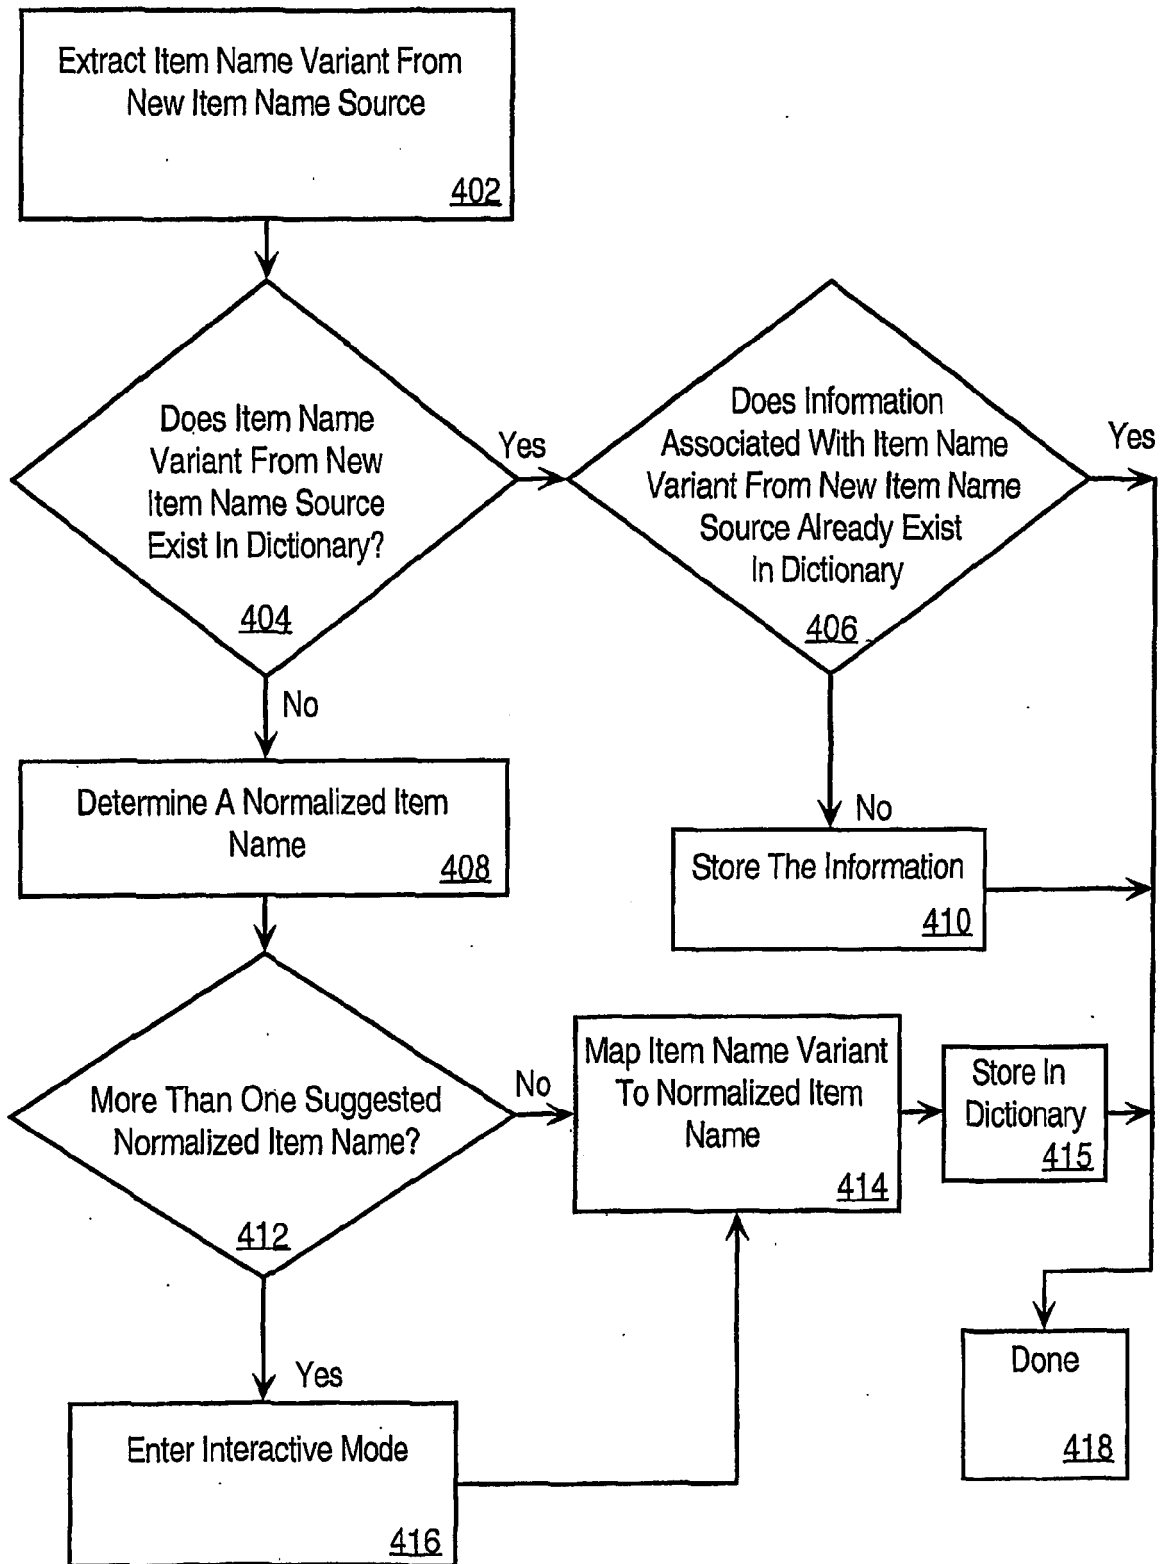 Extract Item Name Variant From
New Item Name Source
402
Does Item Name
Variant From New
Item Name Source
Exist In Dictionary?
404
Yes
Does Information
Associated With Item Name
Variant From New Item Name
Source Already Exist
In Dictionary
406
Yes
No
Determine A Normalized Item
Name
408
No
Store The Information
410
More Than One Suggested
Normalized Item Name?
412
No
Map Item Name Variant
To Normalized Item
Name
414
Store In
Dictionary
415
Yes
Enter Interactive Mode
416
Done
418